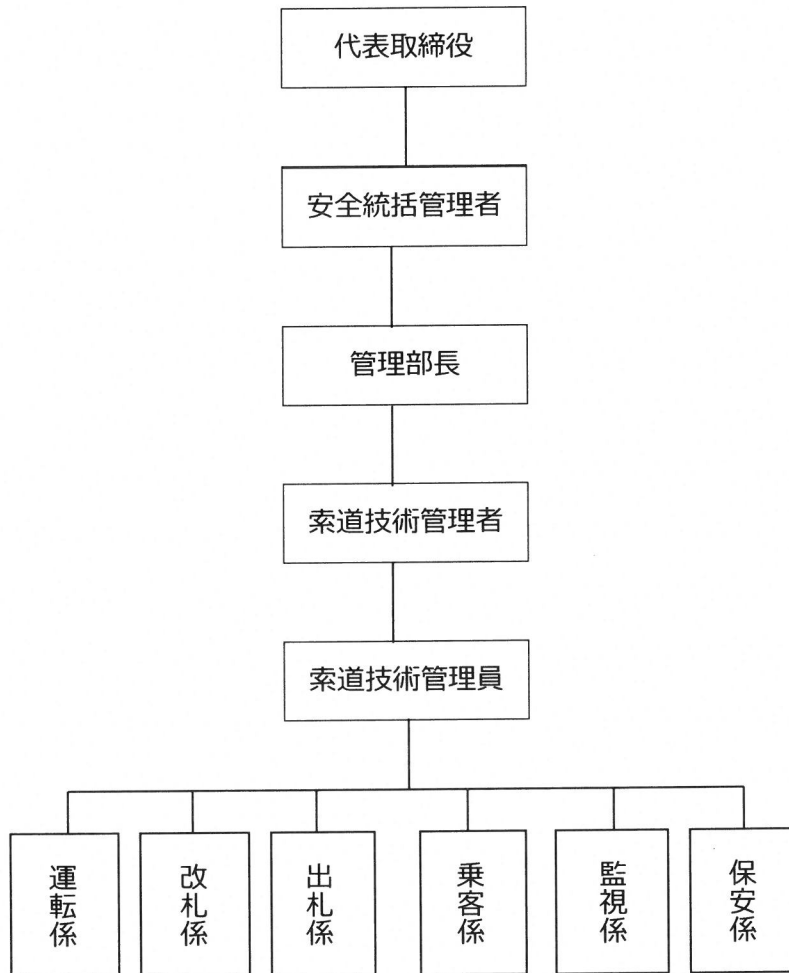 代表取締役
安全統括管理者
管理部長
索道技術管理者
索道技術管理員
運転係
改札係
出札係
乗客係
監視係
保安係